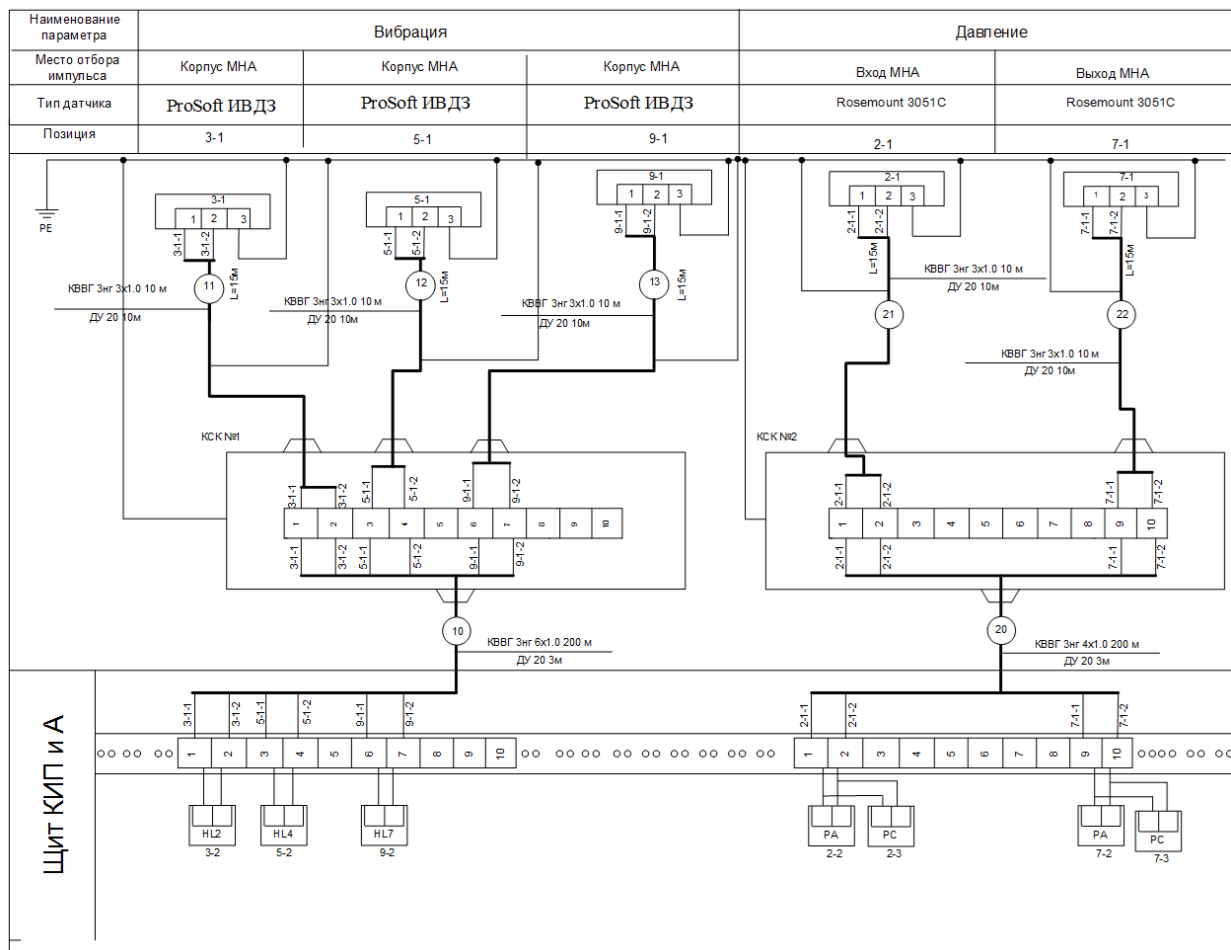 Наименование
параметра
Вибрация
Давление
Место отбора
импульса
Корпус МНА
Корпус МНА
Корпус МНА
Вход МНА
Выход МНА
Тип датчика
ProSoft ИВДЗ
ProSoft ИВДЗ
ProSoft ИВДЗ
Rosemount 3051С
Rosemount 3051С
Позиция
3-1
5-1
9-1
2-1
7-1
PE
3-1
1 2 3
3-1-1
3-1-2
5-1
1 2 3
5-1-1
5-1-2
9-1
1 2 3
9-1-1
9-1-2
2-1
1 2 3
2-1-1
2-1-2
7-1
1 2 3
7-1-1
7-1-2
11
L=15м
КВВГ 3нг 3х1.0 10 м
ДУ 20 10м
12
L=15м
КВВГ 3нг 3х1.0 10 м
ДУ 20 10м
13
L=15м
КВВГ 3нг 3х1.0 10 м
ДУ 20 10м
21
L=15м
КВВГ 3нг 3х1.0 10 м
ДУ 20 10м
22
L=15м
КВВГ 3нг 3х1.0 10 м
ДУ 20 10м
КСК №1
3-1-1
3-1-2
5-1-1
5-1-2
9-1-1
9-1-2
1 2 3 4 5 6 7 8 9 10
3-1-1
3-1-2
5-1-1
5-1-2
9-1-1
9-1-2
КСК №2
2-1-1
2-1-2
7-1-1
7-1-2
1 2 3 4 5 6 7 8 9 10
2-1-1
2-1-2
7-1-1
7-1-2
10
КВВГ 3нг 6х1.0 200 м
ДУ 20 3м
20
КВВГ 3нг 4х1.0 200 м
ДУ 20 3м
Щит КИП и А
3-1-1
3-1-2
5-1-1
5-1-2
9-1-1
9-1-2
2-1-1
2-1-2
7-1-1
7-1-2
1 2 3 4 5 6 7 8 9 10
1 2 3 4 5 6 7 8 9 10
HL2
3-2
HL4
5-2
HL7
9-2
PA
2-2
PC
2-3
PA
7-2
PC
7-3